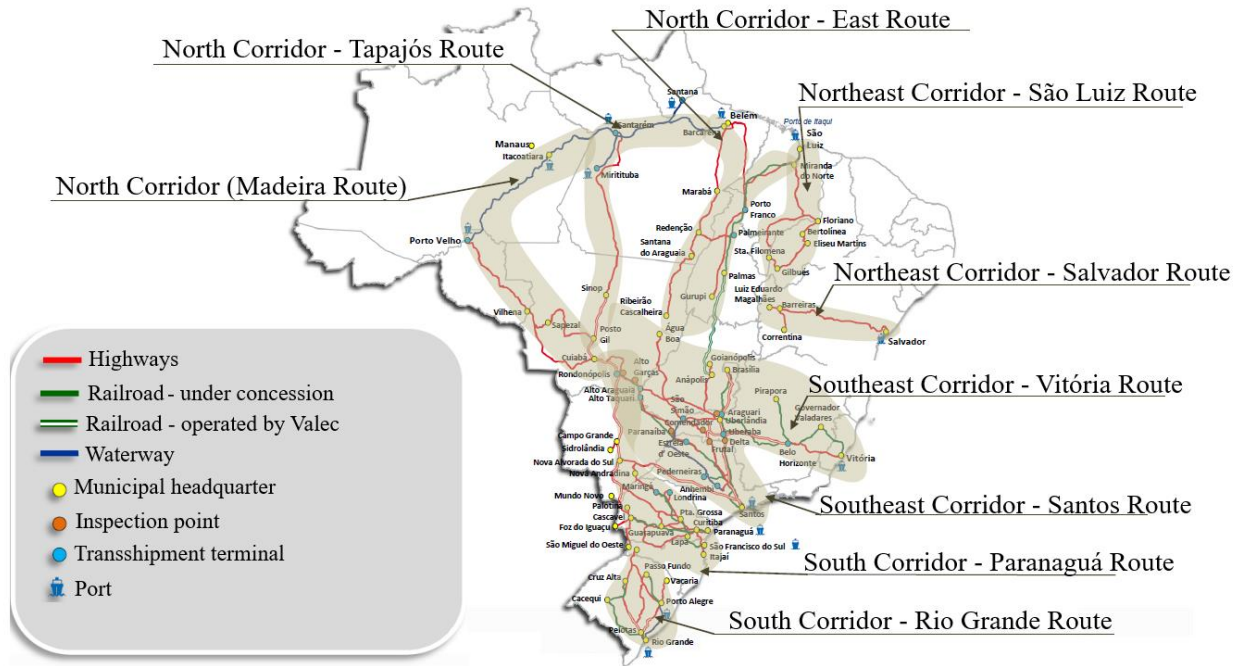 North Corridor - East Route
North Corridor - Tapajós Route
Northeast Corridor - São Luiz Route
North Corridor (Madeira Route)
Northeast Corridor - Salvador Route
Southeast Corridor - Vitória Route
Southeast Corridor - Santos Route
South Corridor - Paranaguá Route
South Corridor - Rio Grande Route
Highways
Railroad - under concession
Railroad - operated by Valec
Waterway
Municipal headquarter
Inspection point
Transshipment terminal
Port
Santana
Santarém
Barcarena
Belém
Porto de Itaqui
São
Luiz
Manaus
Itacoatiara
Miritituba
Miranda
do Norte
Marabá
Porto
Franco
Floriano
Bertolínea
Eliseu Martins
Redenção
Palmeirante
Santana
do Araguaia
Sta. Filomena
Gilbués
Porto Velho
Palmas
Luiz Eduardo
Magalhães
Barreiras
Sinop
Ribeirão
Cascalheira
Gurupi
Correntina
Salvador
Vilhena
Sapezal
Posto
Gil
Água
Boa
Cuiabá
Alto
Garças
Goianópolis
Brasília
Rondonópolis
Anápolis
Pirapora
Alto Araguaia
Alto Taquari
São
Simão
Araguari
Uberlândia
Governador
Valadares
Comendador
Uberaba
Paranaíba
Delta
Estrela
d' Oeste
Frutal
Belo
Horizonte
Vitória
Campo Grande
Sidrolândia
Nova Alvorada do Sul
Nova Andradina
Pederneiras
Maringá
Anhembi
Londrina
Santos
Mundo Novo
Palotina
Cascavel
Pta. Grossa
Curitiba
Paranaguá
Foz do Iguaçu
Guarapuava
Lapa
São Miguel do Oeste
São Francisco do Sul
Itajaí
Cruz Alta
Passo Fundo
Vacaria
Cacequi
Porto Alegre
Pelotas
Rio Grande